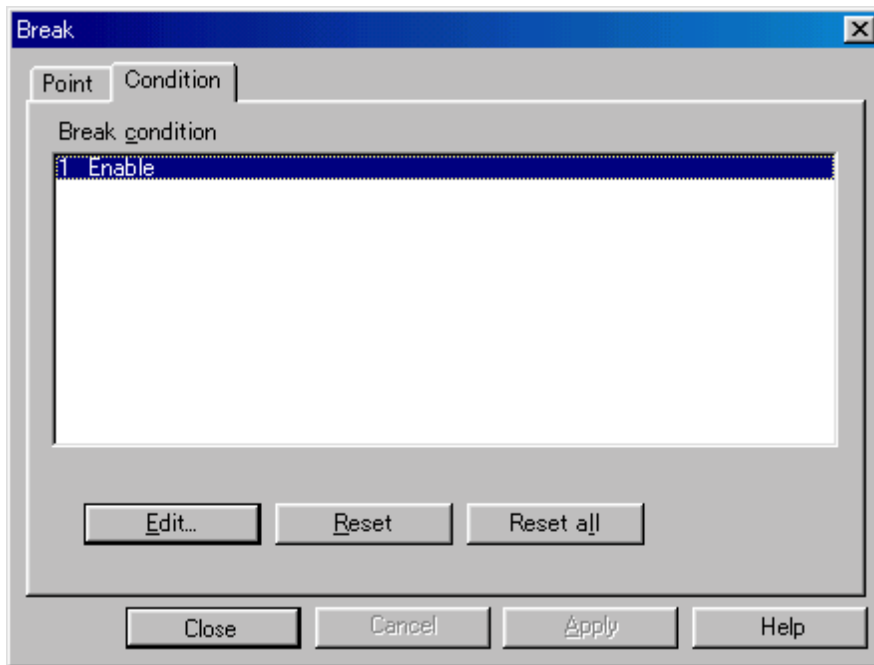 Break
Point Condition
Break condition
1 Enable
Edit... Reset Reset all
Close Cancel Apply Help